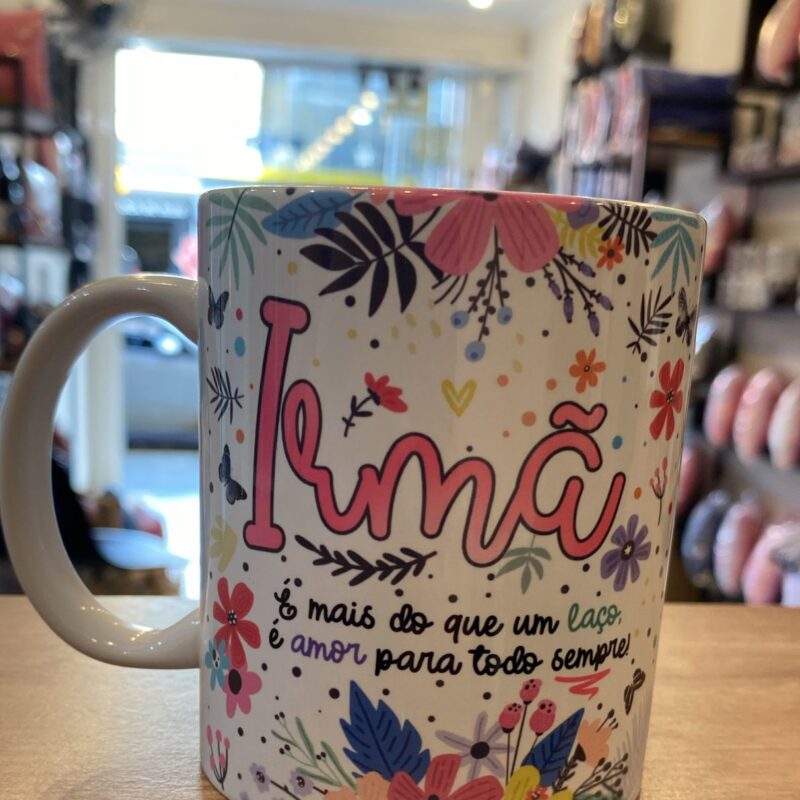 Irmã
É mais do que um laço,
é amor para todo sempre!